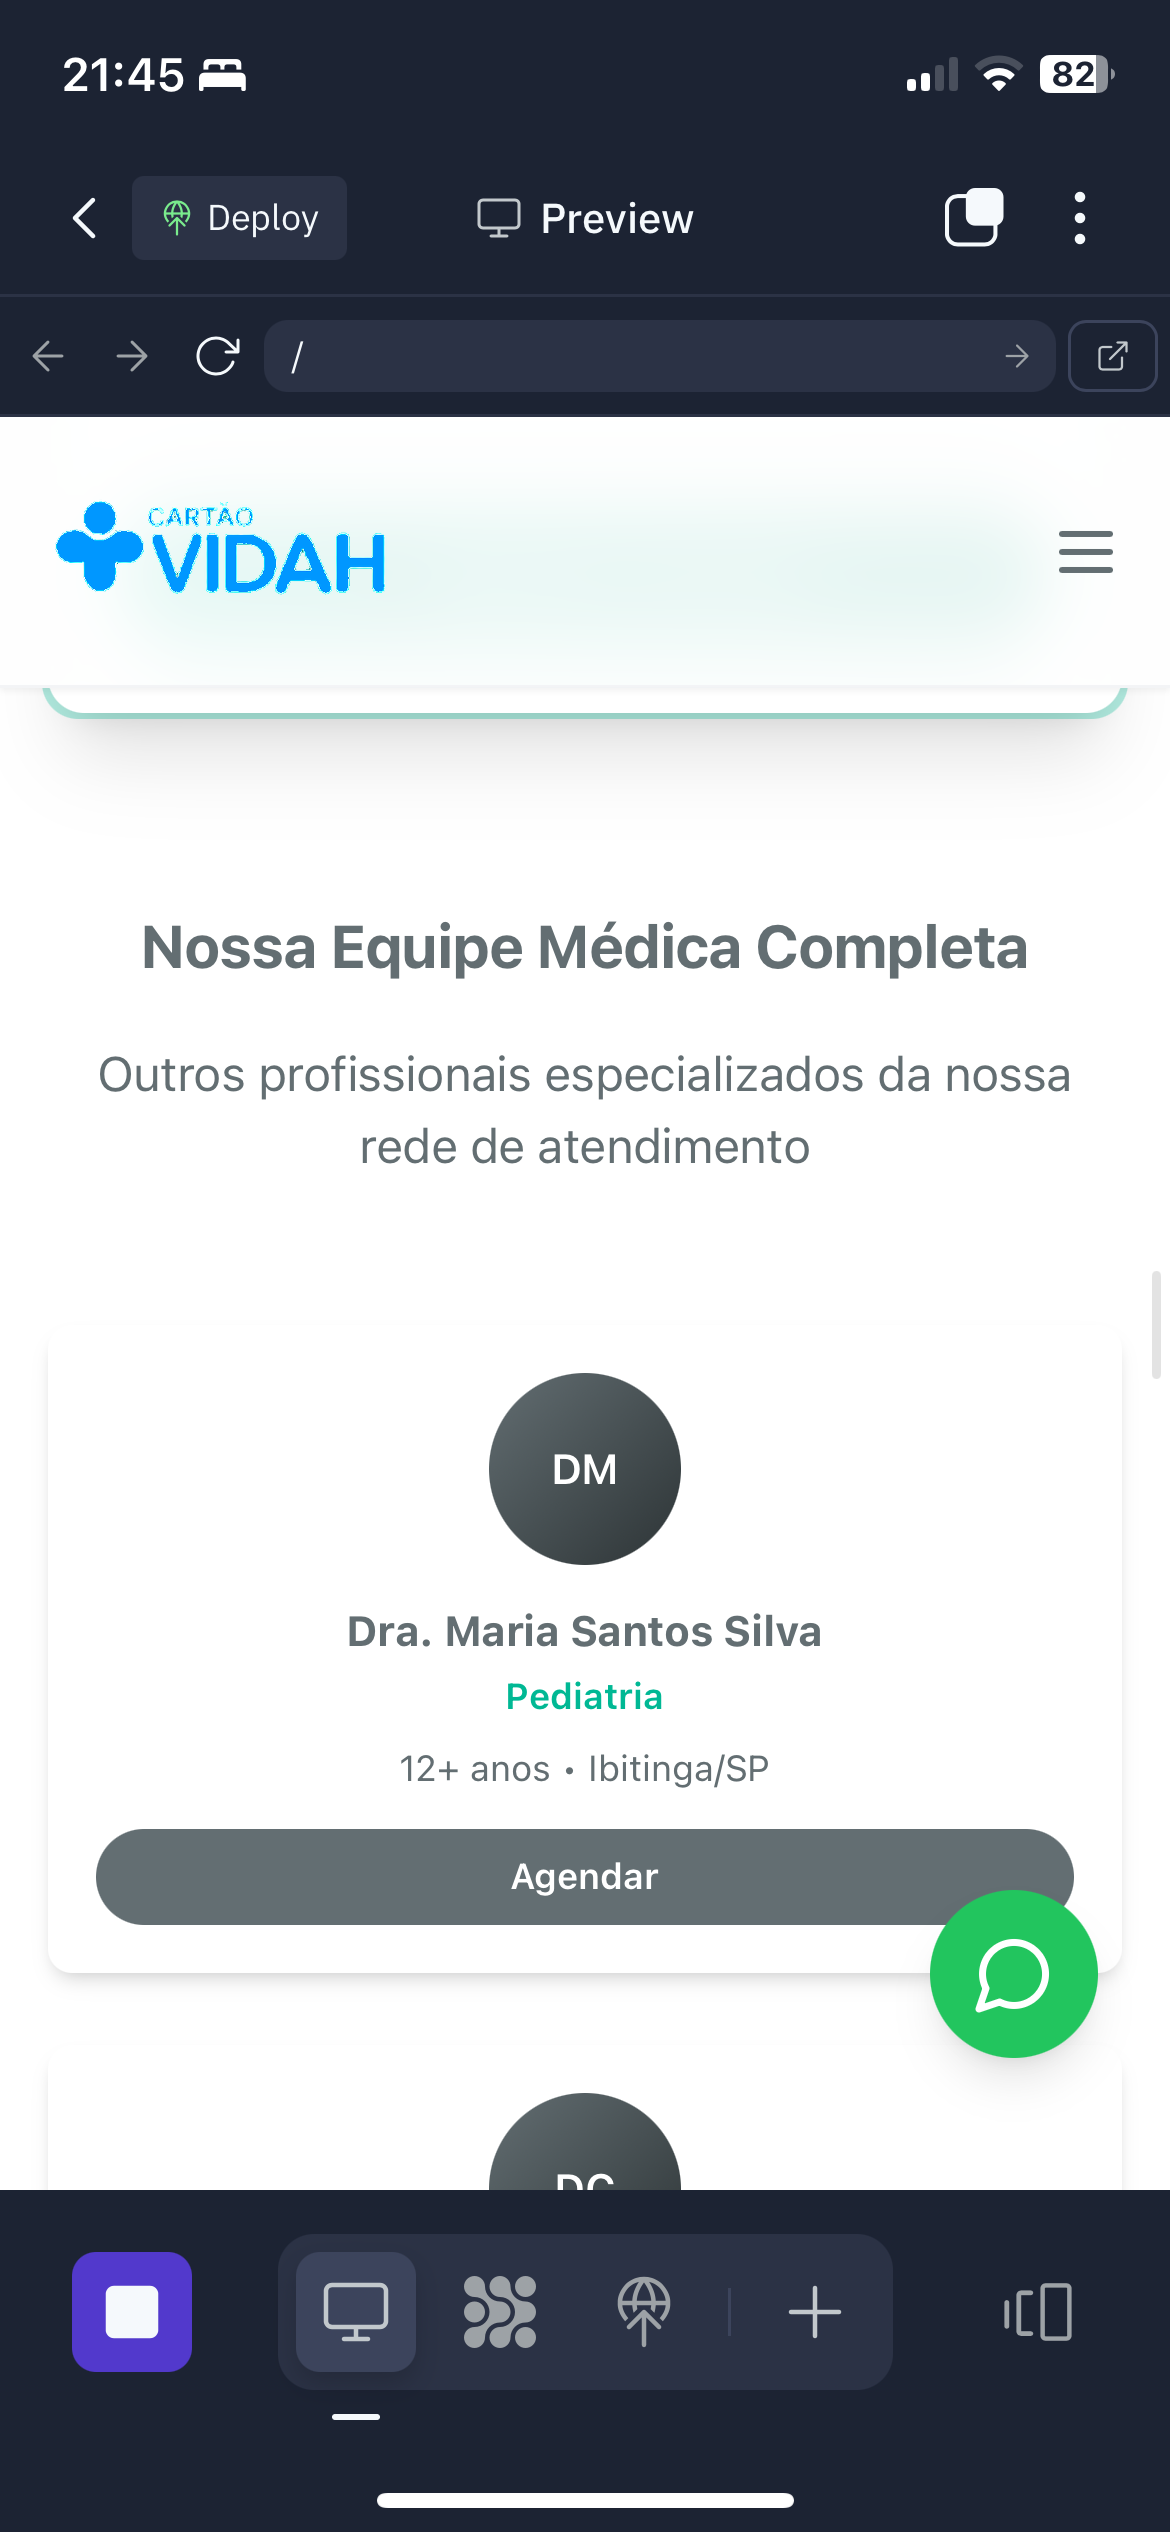 21:45
82
Deploy
Preview
/
CARTÃO
VIDAH
Nossa Equipe Médica Completa
Outros profissionais especializados da nossa
rede de atendimento
DM
Dra. Maria Santos Silva
Pediatria
12+ anos • Ibitinga/SP
Agendar